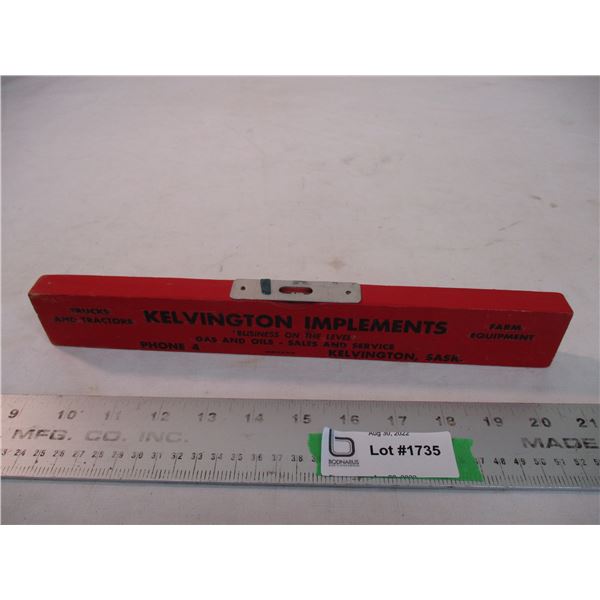 TRUCKS
AND TRACTORS
KELVINGTON IMPLEMENTS
"BUSINESS ON THE LEVEL"
GAS AND OILS - SALES AND SERVICE
PHONE 4
KELVINGTON, SASK.
FARM
EQUIPMENT
9 10 11 12 13 14 15 16 17 18 19 20 21
MFG. CO. INC.
MADE
Aug 30, 2022
b
BODNARUS
Lot #1735